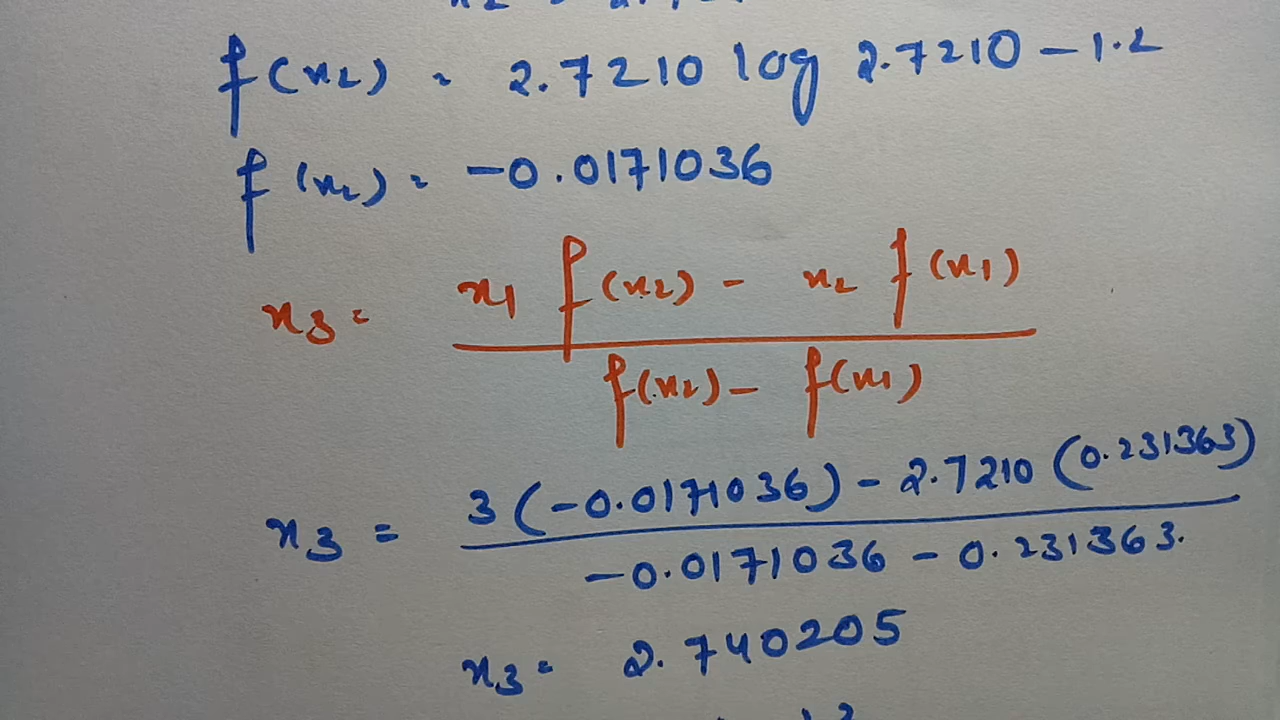 f(x2) = 2.7210 log 2.7210 - 1.2
f(x2) = -0.0171036
x3 = x1 f(x2) - x2 f(x1)
f(x2) - f(x1)
x3 = 3(-0.0171036) - 2.7210 (0.231363)
-0.0171036 - 0.231363.
x3 = 2.740205